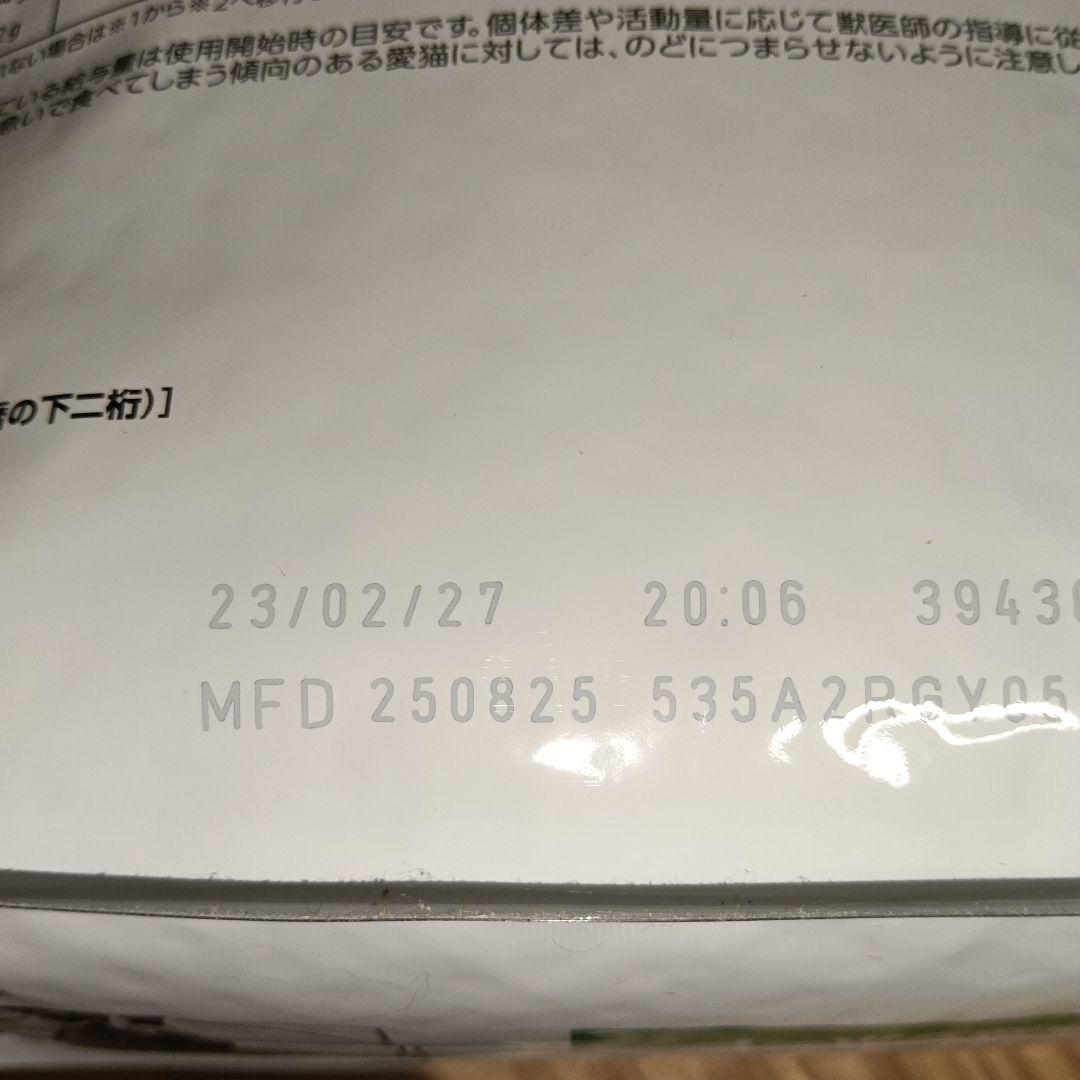 2g
ない場合は※1から※2へ移行
ている給与量は使用開始時の目安です。個体差や活動量に応じて獣医師の指導に従
急いで食べてしまう傾向のある愛猫に対しては、のどにつまらせないように注意し
の下二桁)]
23/02/27 20:06 3943
MFD 250825 535A2RGY05